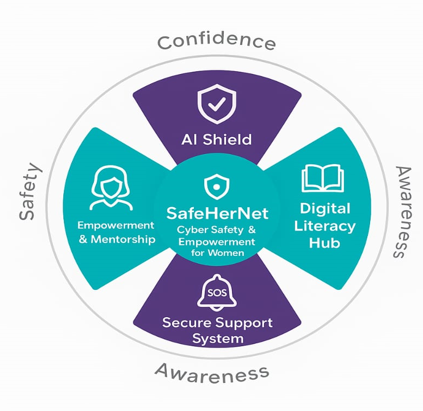 Confidence
AI Shield
Safety
Empowerment
& Mentorship
SafeHerNet
Cyber Safety &
Empowerment
for Women
Digital
Literacy
Hub
Awareness
SOS
Secure Support
System
Awareness